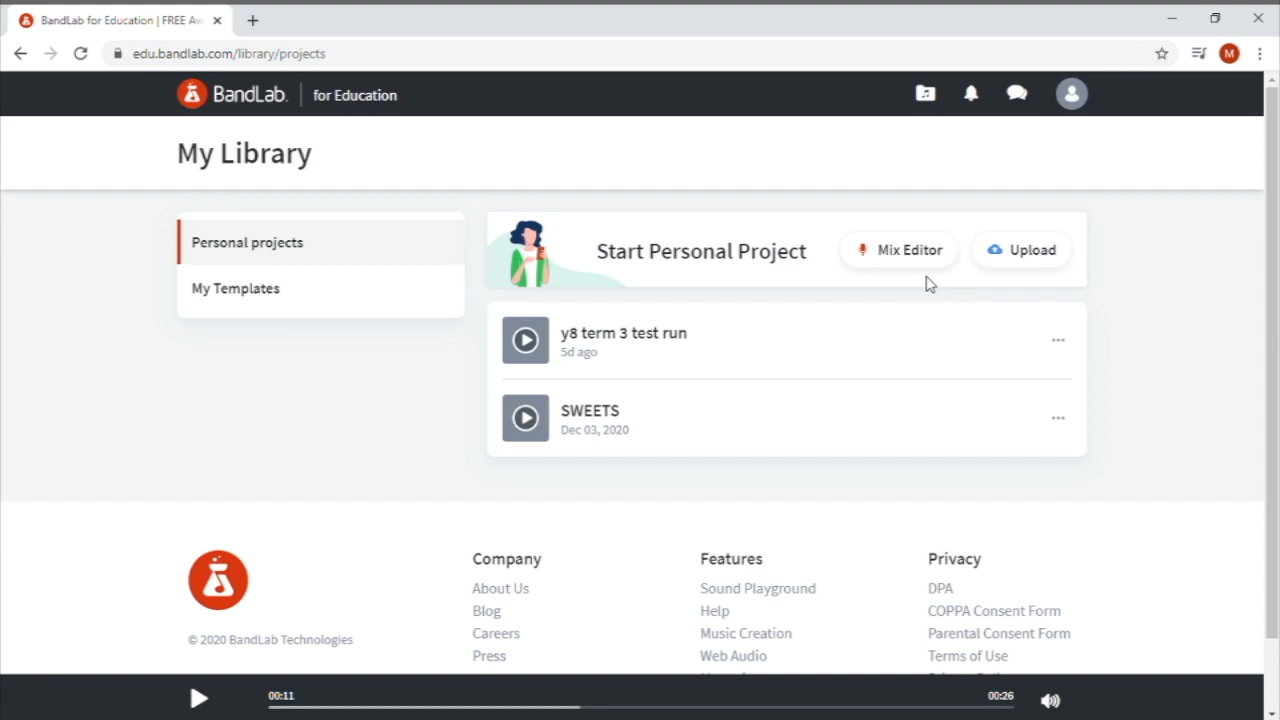 BandLab for Education | FREE Aw
edu.bandlab.com/library/projects
M
BandLab. for Education
My Library
Personal projects
My Templates
Start Personal Project
Mix Editor
Upload
y8 term 3 test run
5d ago
SWEETS
Dec 03, 2020
Company
About Us
Blog
Careers
Press
Features
Sound Playground
Help
Music Creation
Web Audio
Privacy
DPA
COPPA Consent Form
Parental Consent Form
Terms of Use
© 2020 BandLab Technologies
00:11
00:26